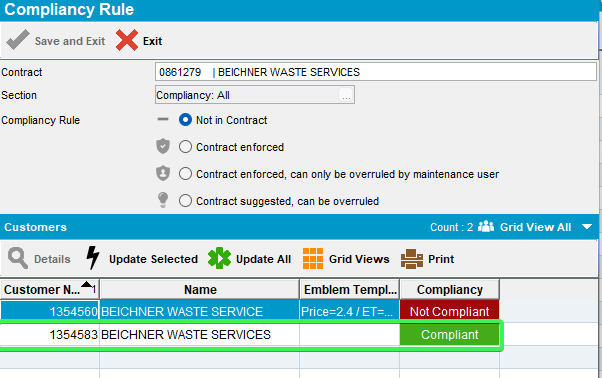 Compliancy Rule
Save and Exit Exit
Contract 0861279 | BEICHNER WASTE SERVICES
Section Compliancy: All ...
Compliancy Rule Not in Contract
Contract enforced
Contract enforced, can only be overruled by maintenance user
Contract suggested, can be overruled
Customers Count : 2 Grid View All
Details Update Selected Update All Grid Views Print
Customer N... 1 Name Emblem Templ... Compliancy
1354560 BEICHNER WASTE SERVICE Price=2.4 / ET=... Not Compliant
1354583 BEICHNER WASTE SERVICES Compliant